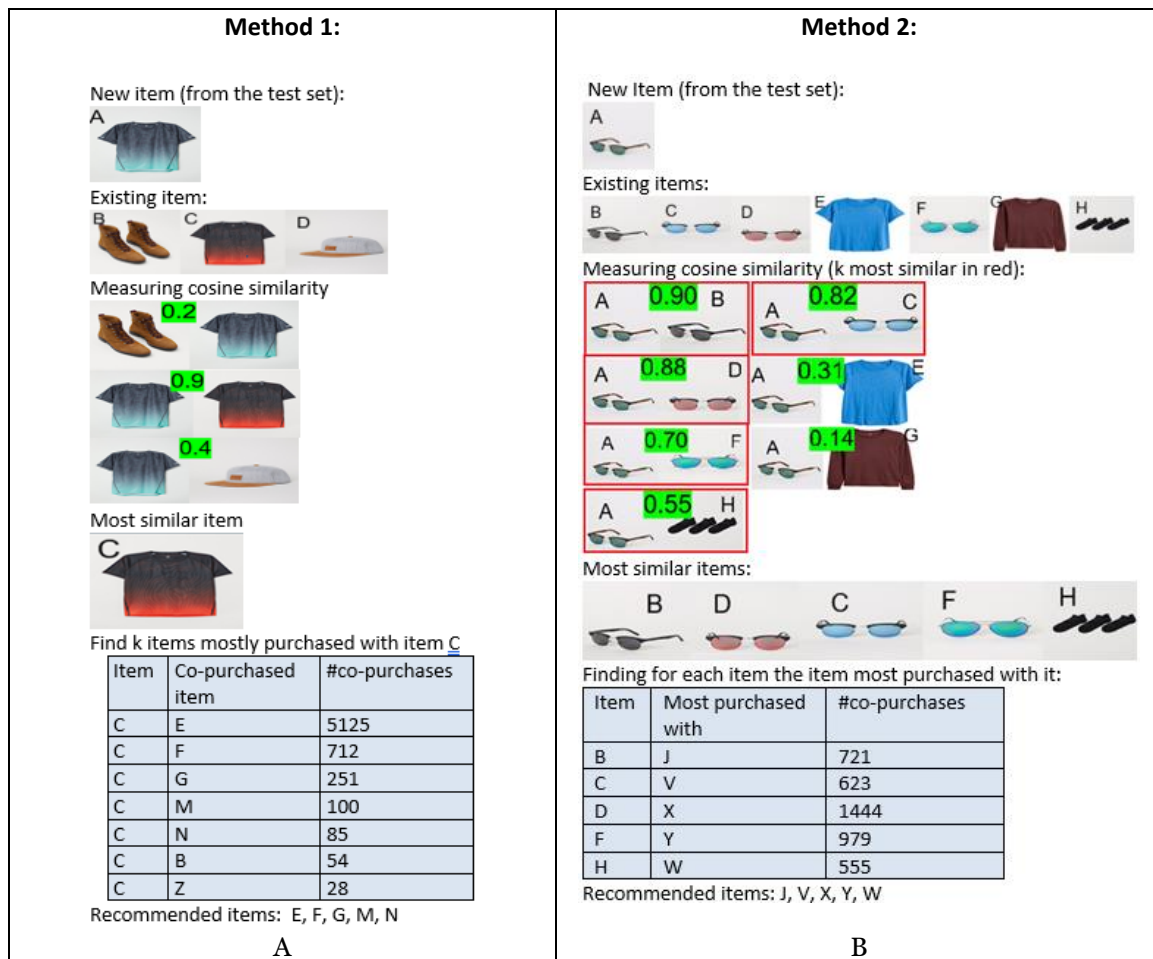 Method 1:
New item (from the test set):
A
Existing item:
B C D
Measuring cosine similarity
0.2
0.9
0.4
Most similar item
C
Find k items mostly purchased with item C
Item Co-purchased item #co-purchases
C E 5125
C F 712
C G 251
C M 100
C N 85
C B 54
C Z 28
Recommended items: E, F, G, M, N
A
Method 2:
New Item (from the test set):
A
Existing items:
B C D E F G H
Measuring cosine similarity (k most similar in red):
A 0.90 B A 0.82 C
A 0.88 D A 0.31 E
A 0.70 F A 0.14 G
A 0.55 H
Most similar items:
B D C F H
Finding for each item the item most purchased with it:
Item Most purchased with #co-purchases
B J 721
C V 623
D X 1444
F Y 979
H W 555
Recommended items: J, V, X, Y, W
B